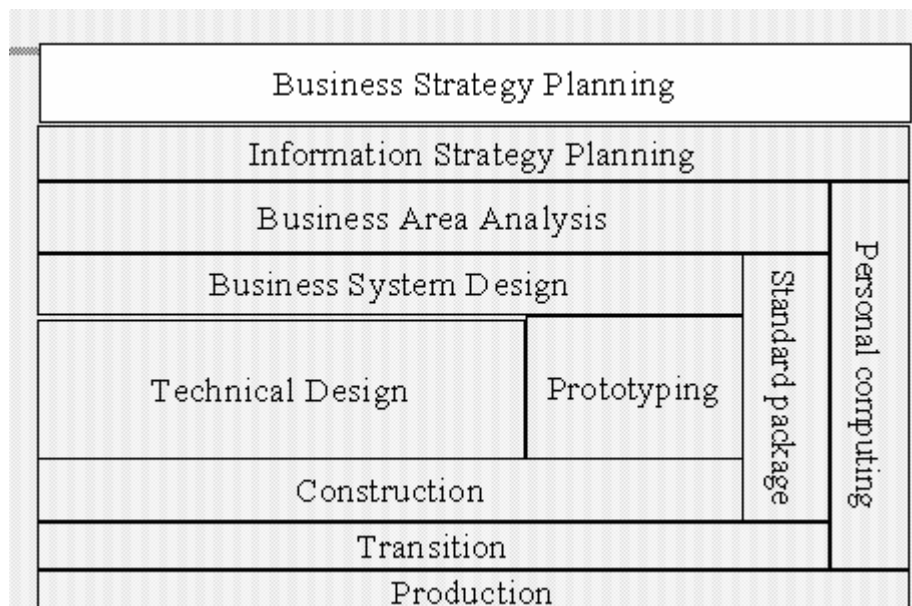 Business Strategy Planning
Information Strategy Planning
Business Area Analysis
Business System Design
Technical Design
Prototyping
Construction
Standard package
Personal computing
Transition
Production